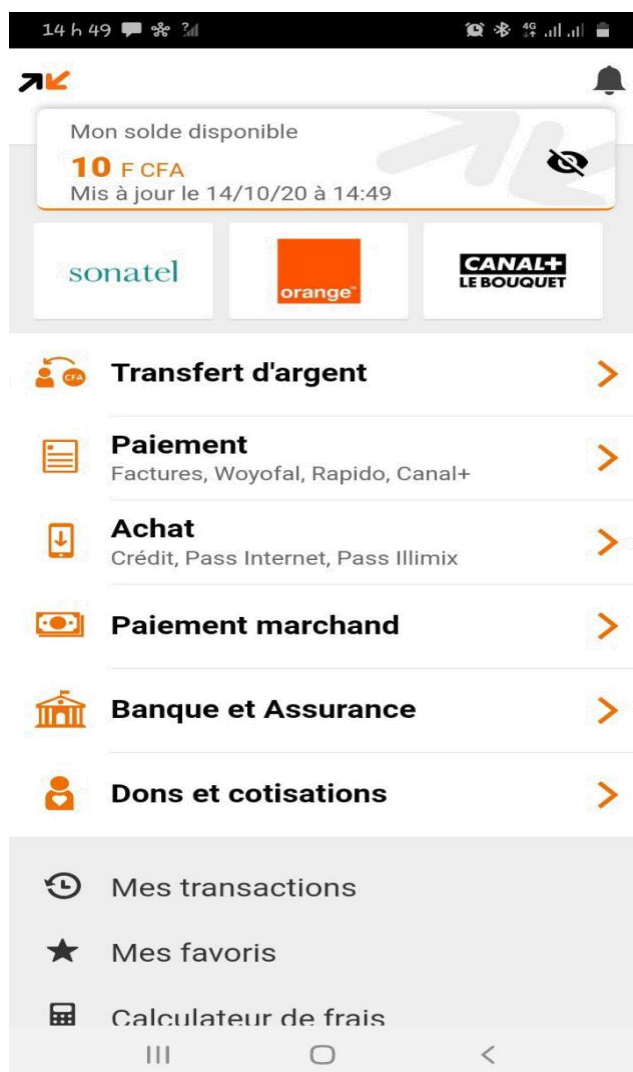 14 h 49
4G
Mon solde disponible
10 F CFA
Mis à jour le 14/10/20 à 14:49
sonatel
orange™
CANAL+
LE BOUQUET
CFA
Transfert d'argent
Paiement
Factures, Woyofal, Rapido, Canal+
Achat
Crédit, Pass Internet, Pass Illimix
Paiement marchand
Banque et Assurance
Dons et cotisations
Mes transactions
Mes favoris
Calculateur de frais